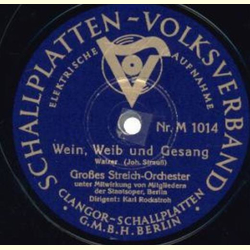 SCHALLPLATTEN-VOLKSVERBAND
ELEKTRISCHE AUFNAHME
Nr. M 1014
Wein, Weib und Gesang
Walzer (Joh. Strauß)
Großes Streich-Orchester
unter Mitwirkung von Mitgliedern
der Staatsoper, Berlin
Dirigent: Karl Rockstroh
CLANGOR-SCHALLPLATTEN
G.M.B.H. BERLIN